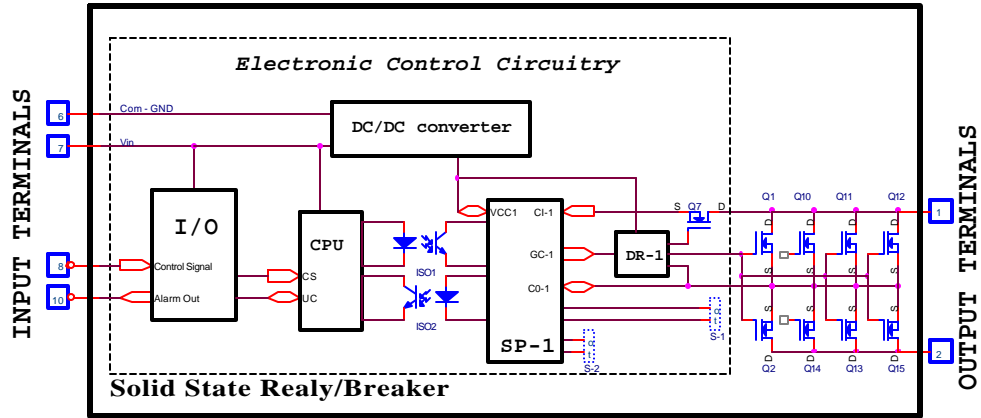 Electronic Control Circuitry
INPUT TERMINALS
OUTPUT TERMINALS
6
Com - GND
7
Vin
DC/DC converter
I/O
CPU
8
Control Signal
10
Alarm Out
CS
UC
ISO1
ISO2
VCC1
CI-1
GC-1
C0-1
SP-1
S
Q7
D
DR-1
S-1
S-2
Q1
Q10
Q11
Q12
D
D
D
D
S
S
S
S
S
S
S
S
D
D
D
D
Q2
Q14
Q13
Q15
1
2
Solid State Realy/Breaker